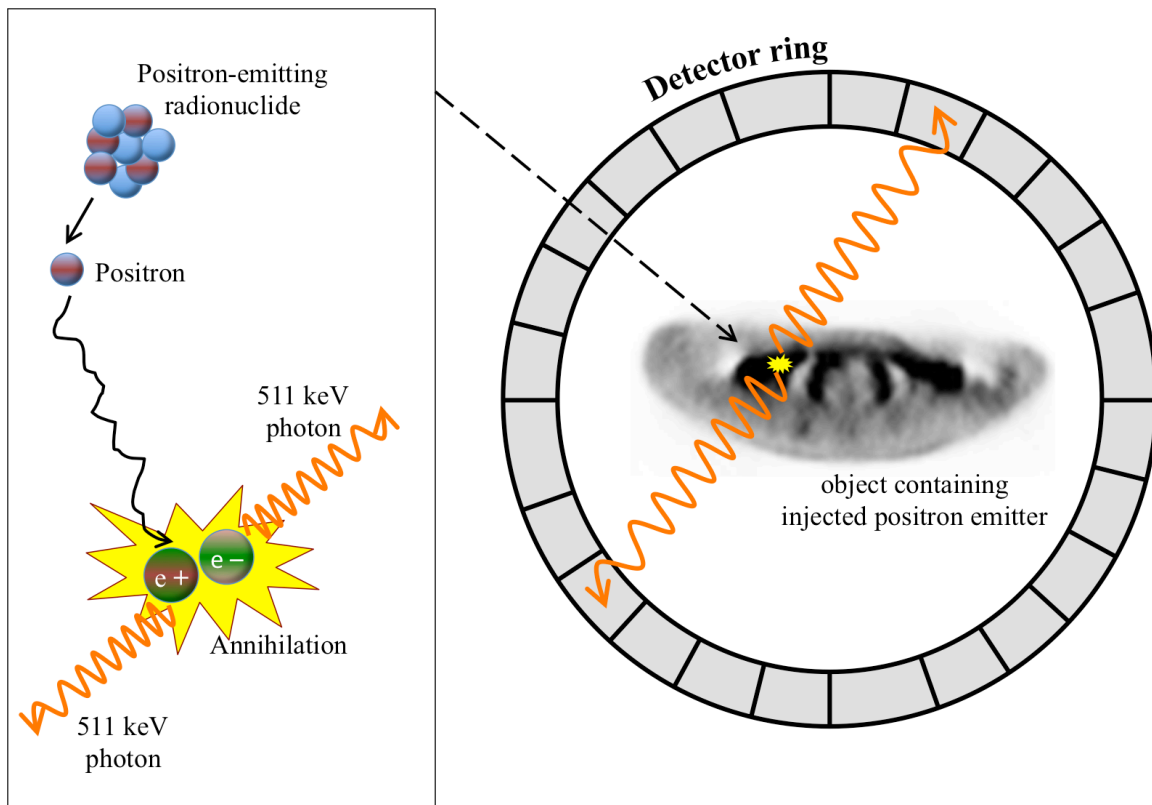 Positron-emitting
radionuclide
Positron
511 keV
photon
e +
e −
Annihilation
511 keV
photon
Detector ring
object containing
injected positron emitter